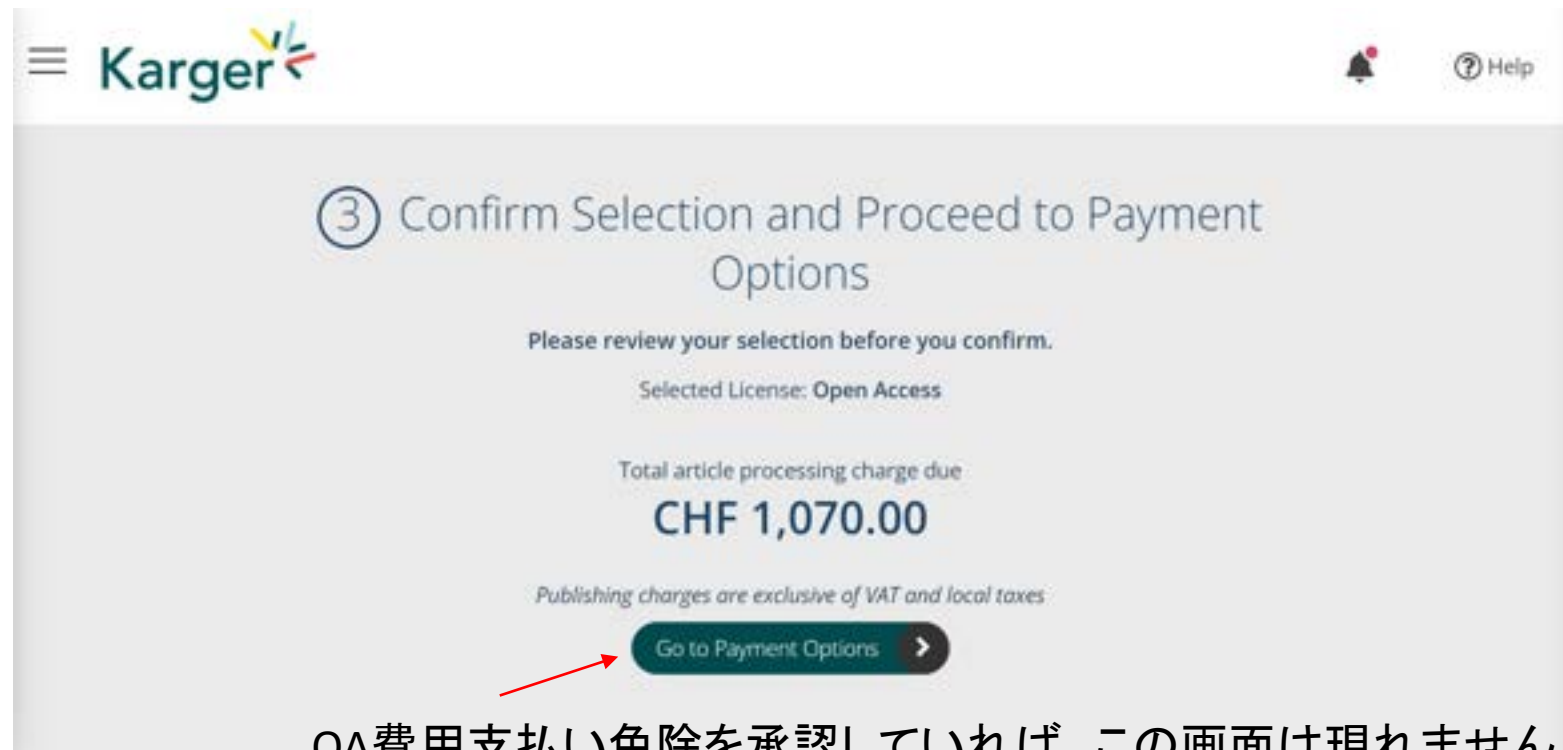 Karger
Help
3 Confirm Selection and Proceed to Payment
Options
Please review your selection before you confirm.
Selected License: Open Access
Total article processing charge due
CHF 1,070.00
Publishing charges are exclusive of VAT and local taxes
Go to Payment Options
OA費用支払い免除を承認していれば、この画面は現れません